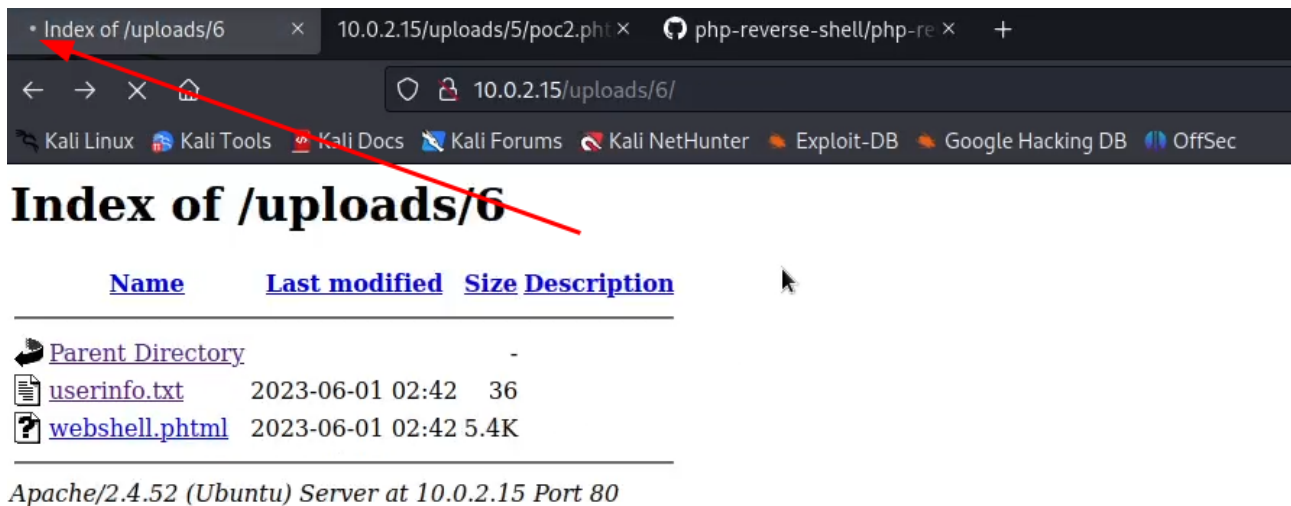 Index of /uploads/6 10.0.2.15/uploads/5/poc2.pht php-reverse-shell/php-re
10.0.2.15/uploads/6/
Kali Linux Kali Tools Kali Docs Kali Forums Kali NetHunter Exploit-DB Google Hacking DB OffSec
Index of /uploads/6
Name Last modified Size Description
Parent Directory -
userinfo.txt 2023-06-01 02:42 36
webshell.phtml 2023-06-01 02:42 5.4K
Apache/2.4.52 (Ubuntu) Server at 10.0.2.15 Port 80